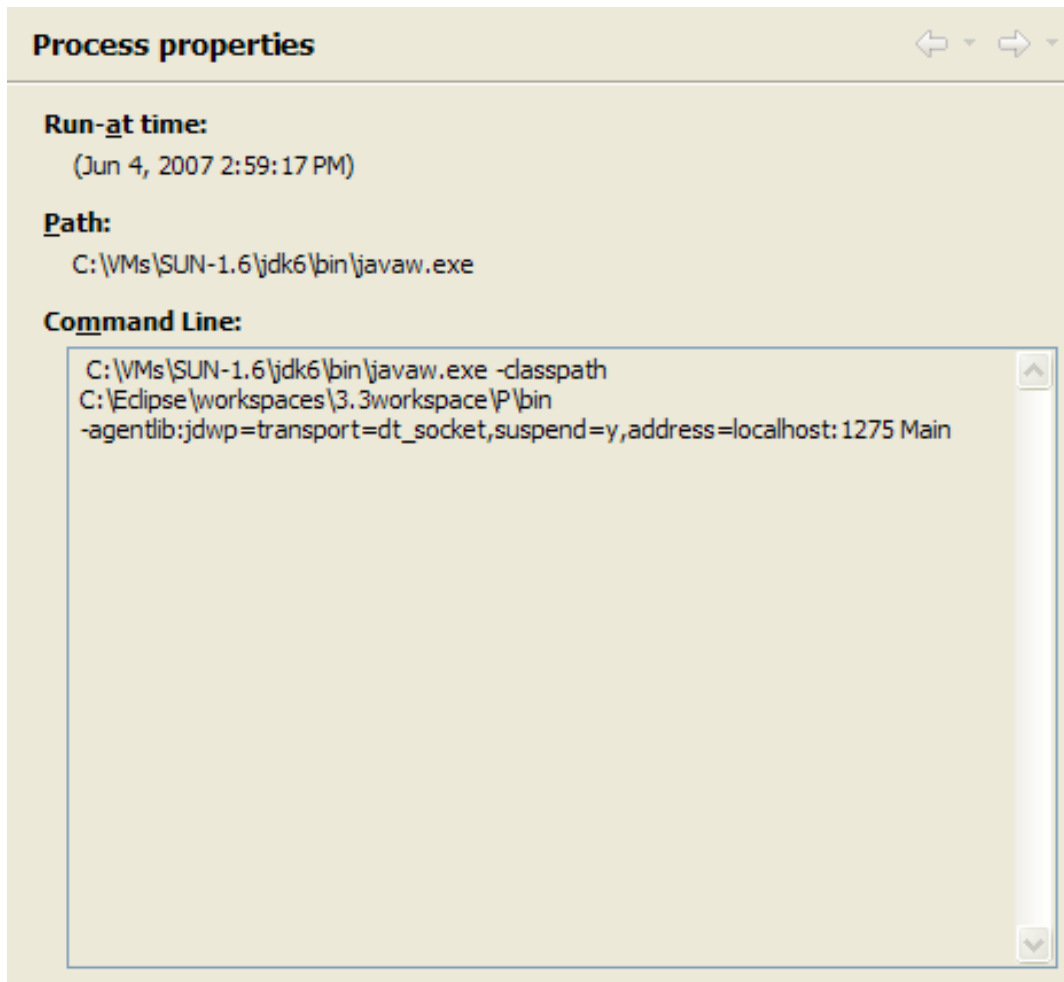 Process properties
Run-at time:
(Jun 4, 2007 2:59:17 PM)
Path:
C:\VMs\SUN-1.6\jdk6\bin\javaw.exe
Command Line:
C:\VMs\SUN-1.6\jdk6\bin\javaw.exe -classpath
C:\Eclipse\workspaces\3.3workspace\P\bin
-agentlib:jdwp=transport=dt_socket,suspend=y,address=localhost:1275 Main